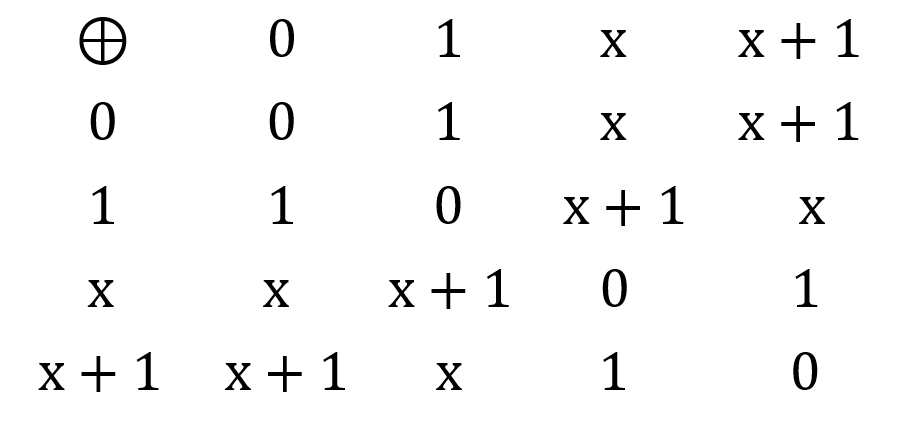 ⊕ 0 1 x x + 1
0 0 1 x x + 1
1 1 0 x + 1 x
x x x + 1 0 1
x + 1 x + 1 x 1 0